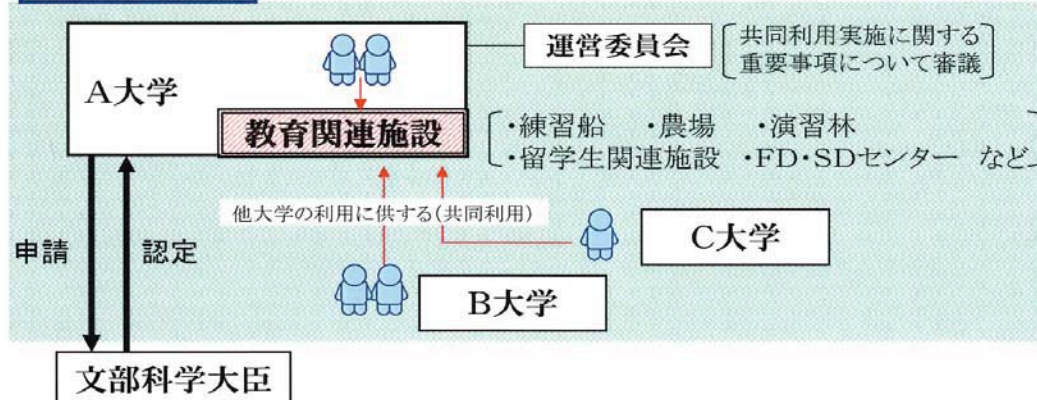 運営委員会
共同利用実施に関する
重要事項について審議
A大学
教育関連施設
・練習船 ・農場 ・演習林
・留学生関連施設 ・FD・SDセンター など
他大学の利用に供する(共同利用)
申請
認定
C大学
B大学
文部科学大臣